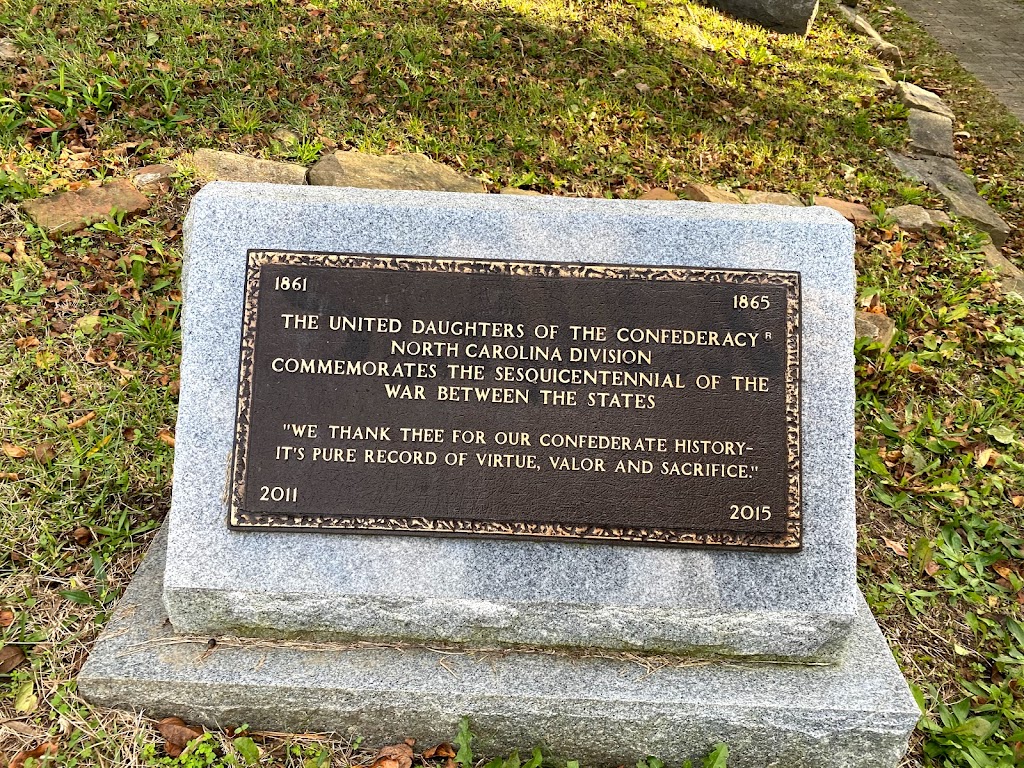 1861
1865
THE UNITED DAUGHTERS OF THE CONFEDERACY R
NORTH CAROLINA DIVISION
COMMEMORATES THE SESQUICENTENNIAL OF THE
WAR BETWEEN THE STATES
"WE THANK THEE FOR OUR CONFEDERATE HISTORY-
IT'S PURE RECORD OF VIRTUE, VALOR AND SACRIFICE."
2011
2015